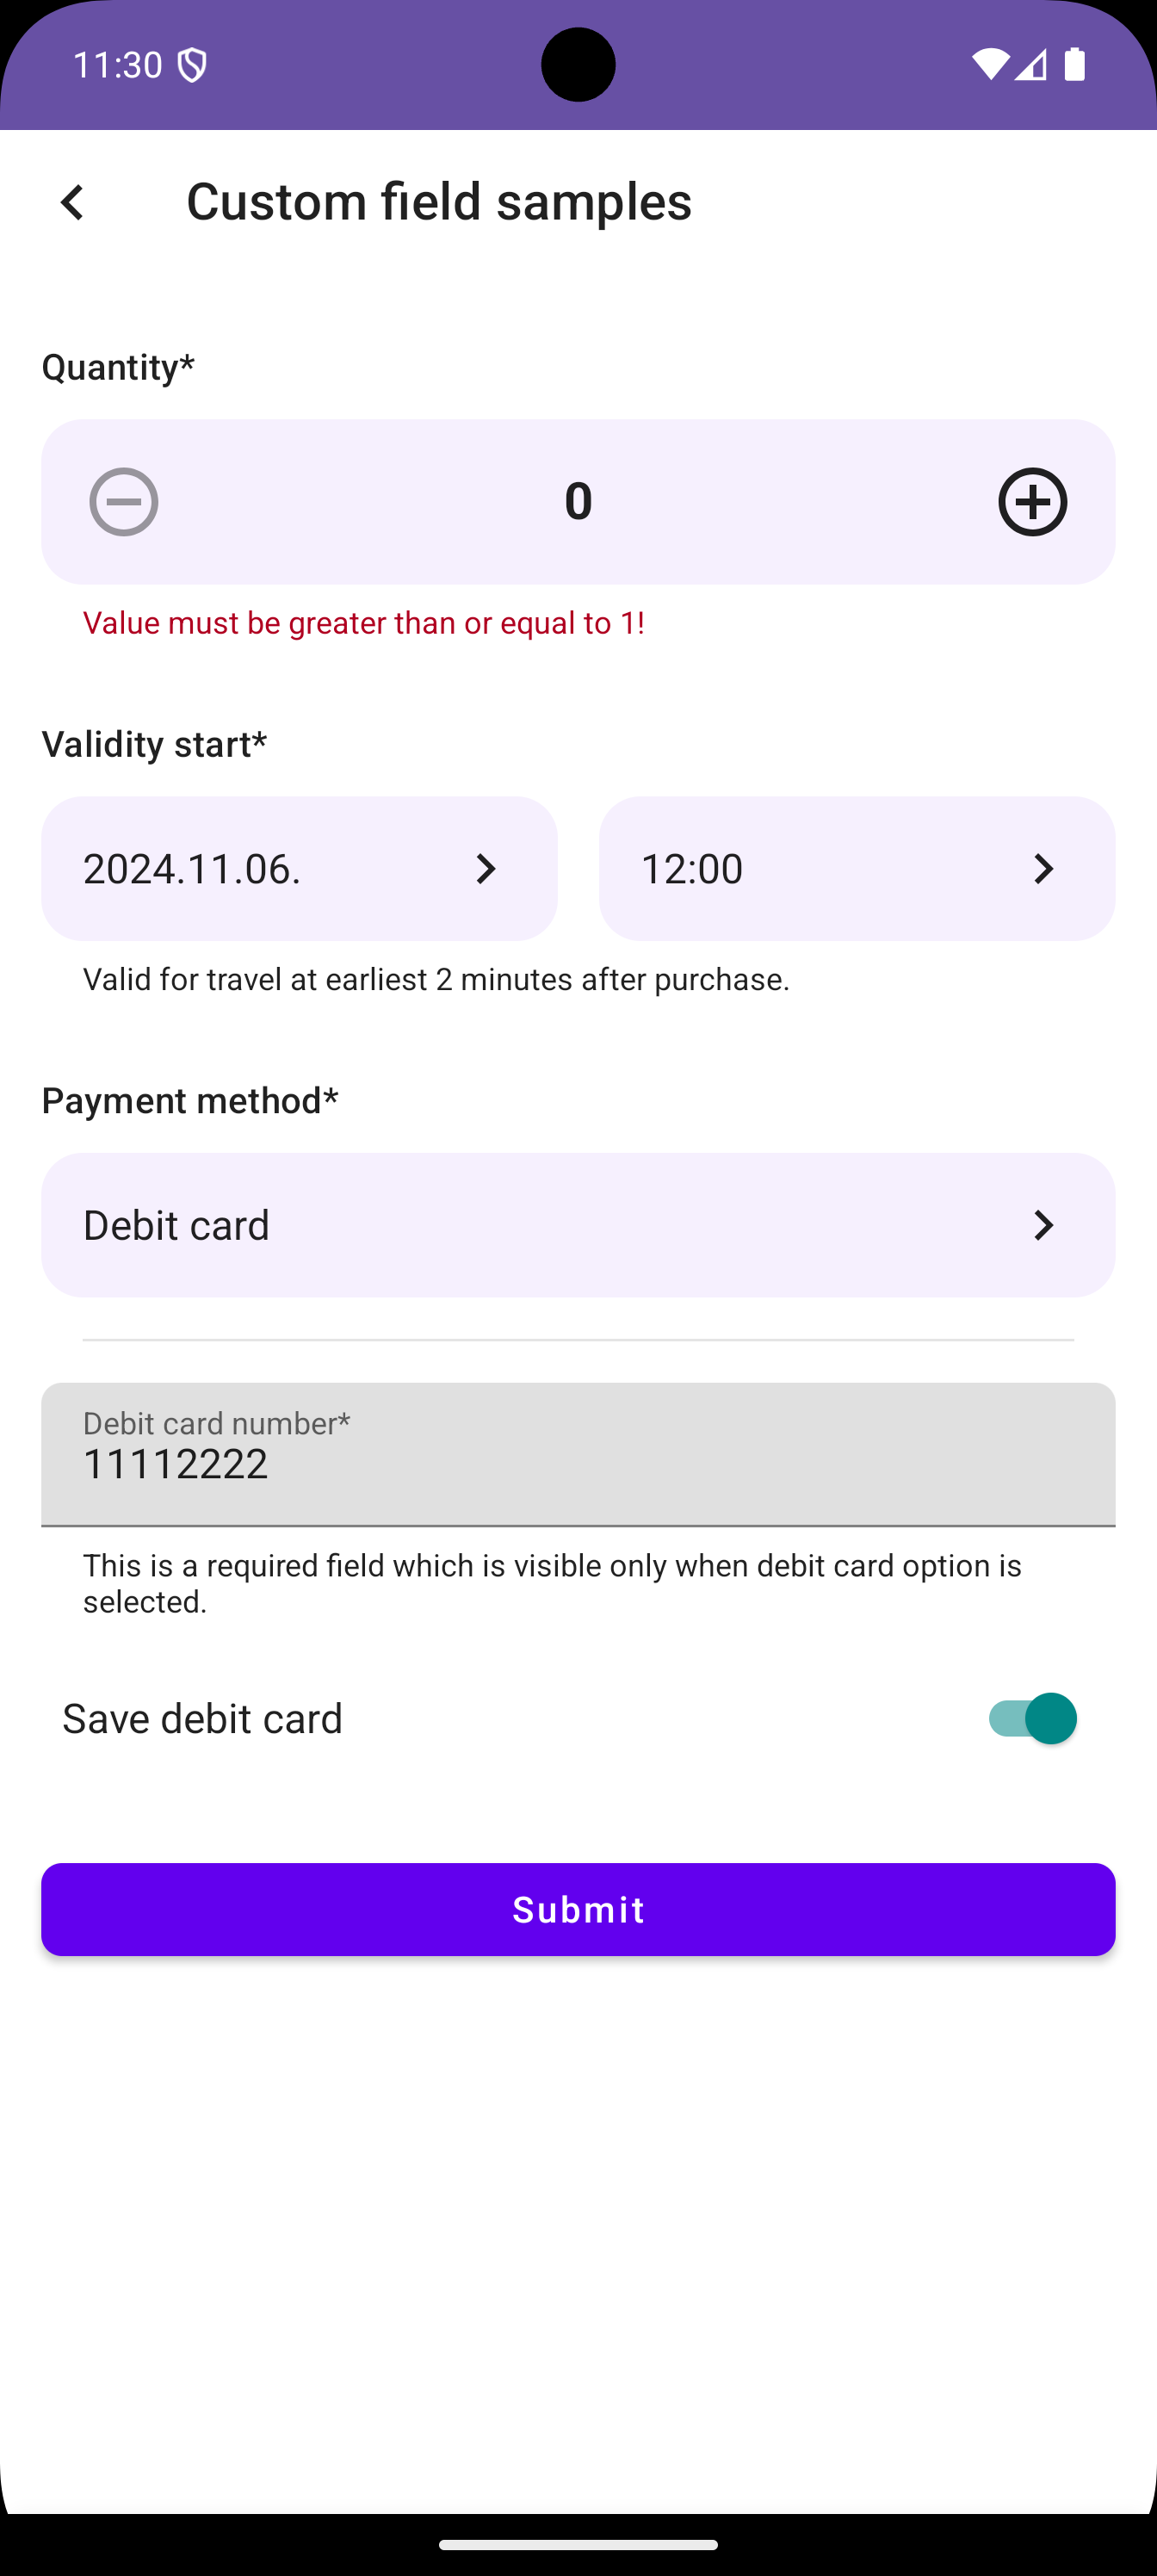 11:30
Custom field samples
Quantity*
0
Value must be greater than or equal to 1!
Validity start*
2024.11.06.
12:00
Valid for travel at earliest 2 minutes after purchase.
Payment method*
Debit card
Debit card number*
11112222
This is a required field which is visible only when debit card option is
selected.
Save debit card
Submit